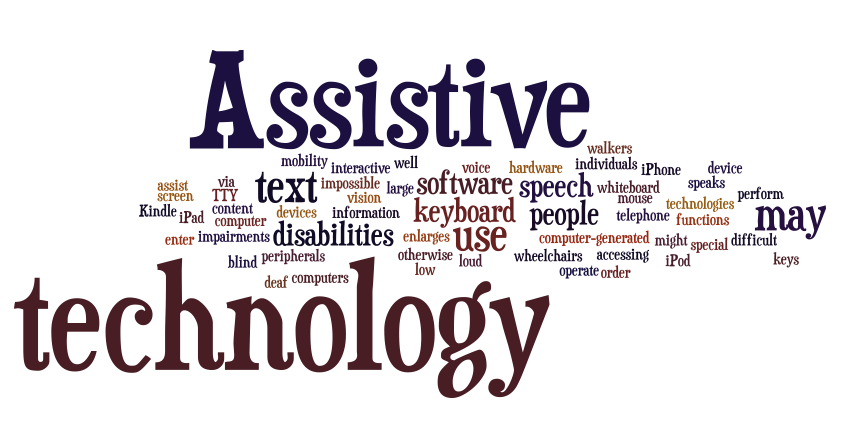 Assistive
walkers
mobility interactive well voice hardware individuals iPhone device
assist via text impossible large software speech whiteboard speaks
screen TTY vision mouse perform
Kindle iPad content devices information keyboard people telephone technologies may
computer functions
enter impairments disabilities enlarges use computer-generated might special difficult
blind peripherals otherwise loud wheelchairs accessing iPod keys
low operate order
deaf computers
technology